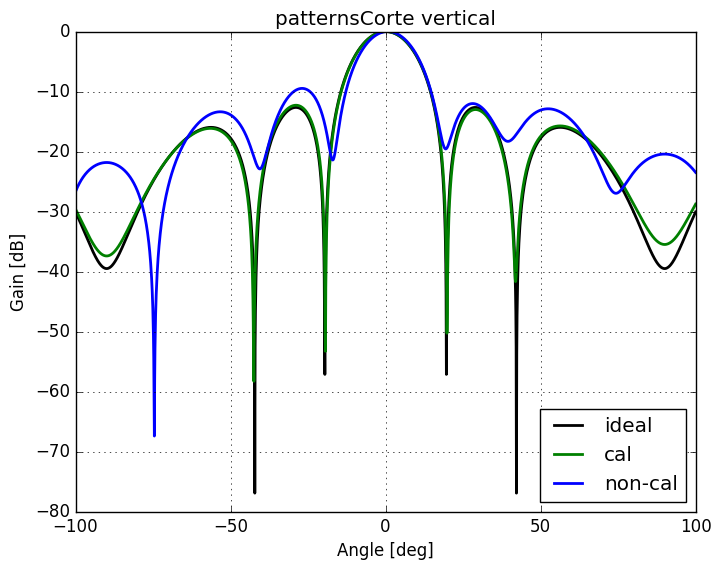 patternsCorte vertical
0
−10
−20
−30
−40
−50
−60
−70
−80
Gain [dB]
ideal
cal
non-cal
−100 −50 0 50 100
Angle [deg]